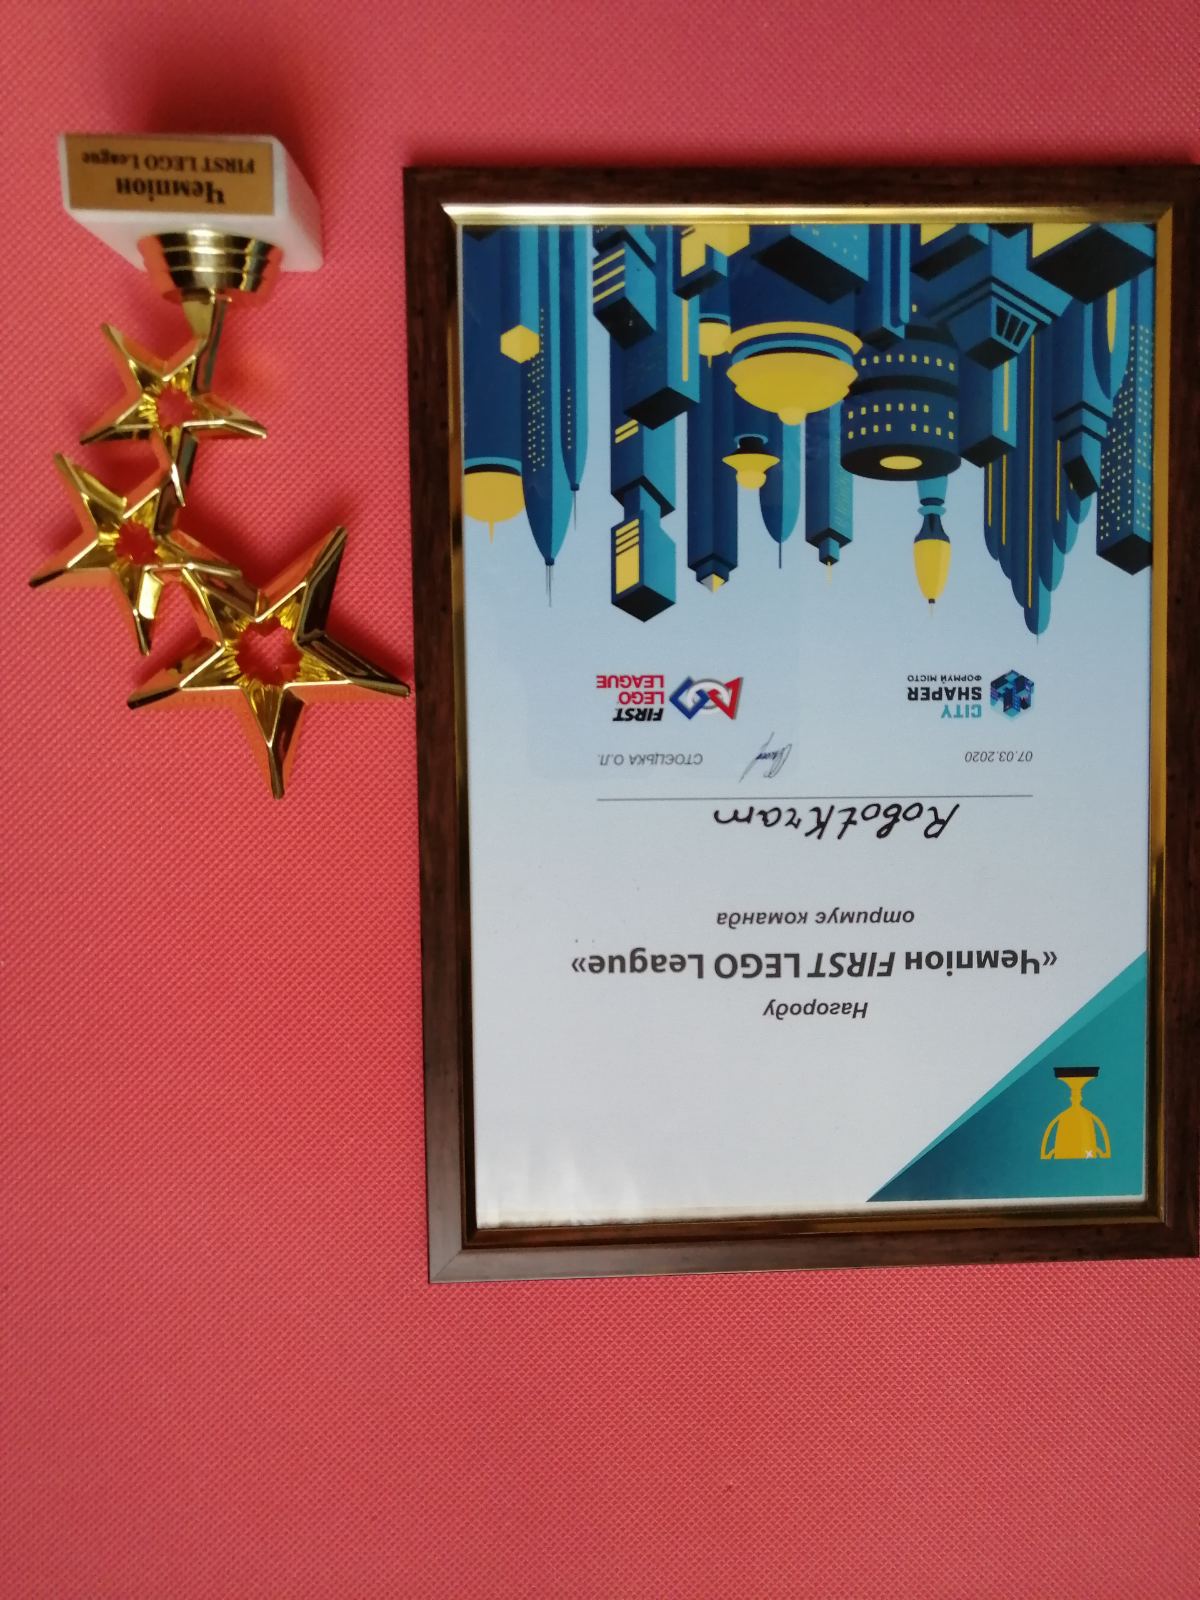 Нагороду
«Чемпіон FIRST LEGO League»
отримує команда
RobotKram
07.03.2020
СТОЄЦЬКА О.Л.
CITY
SHAPER
ФОРМУЙ МІСТО
FIRST
LEGO
LEAGUE
Чемпіон
FIRST LEGO League